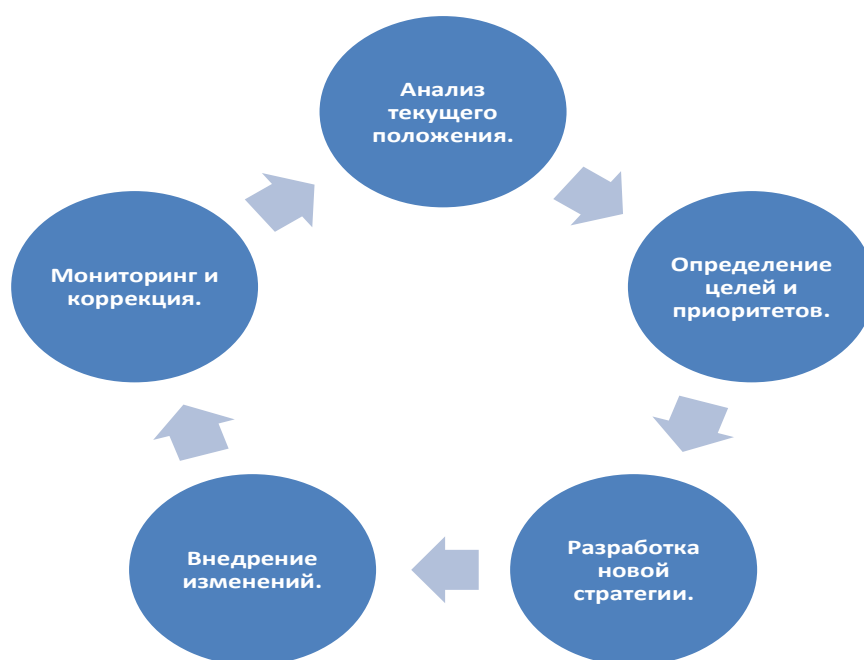 Анализ
текущего
положения.
Определение
целей и
приоритетов.
Разработка
новой
стратегии.
Внедрение
изменений.
Мониторинг и
коррекция.